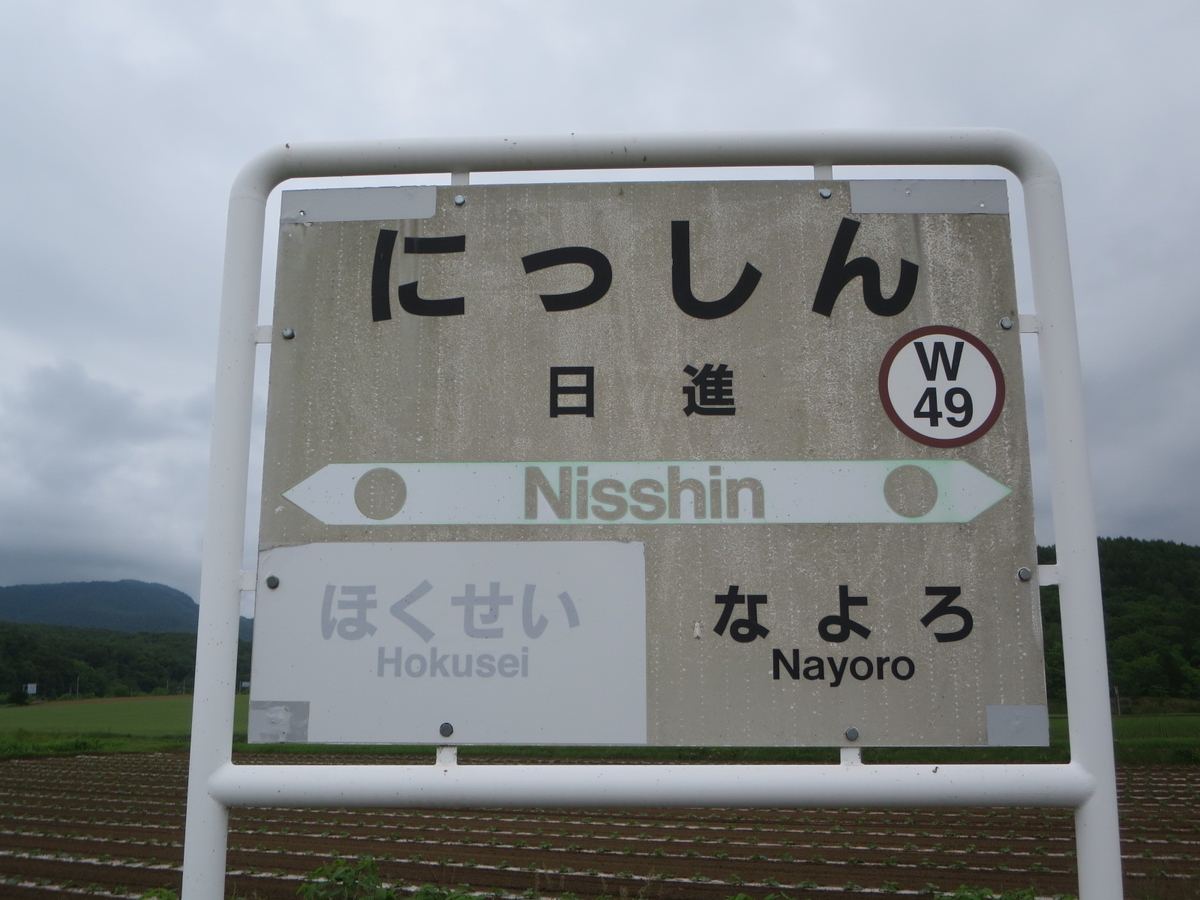 にっしん
日進
W
49
Nisshin
ほくせい
Hokusei
なよろ
Nayoro